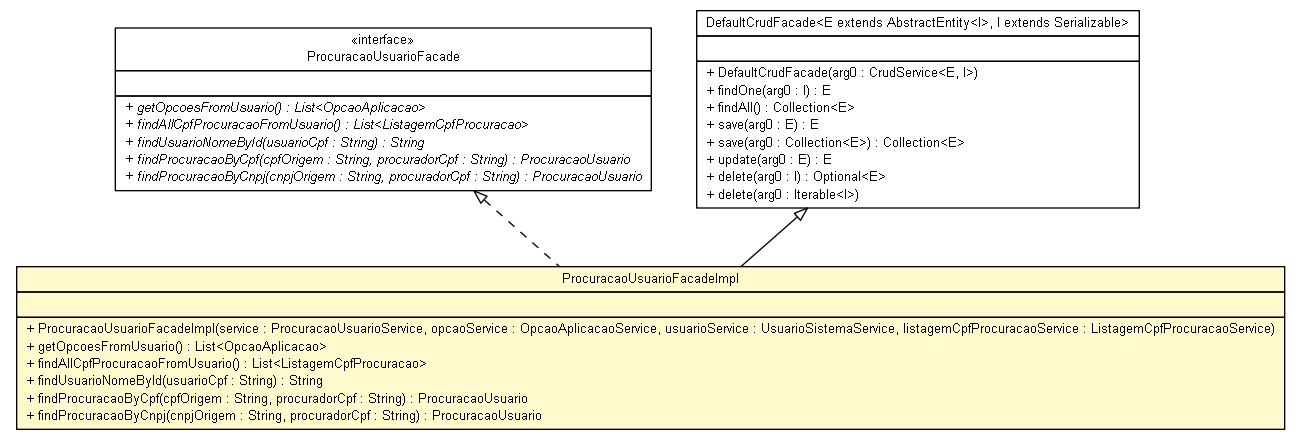 «interface»
ProcuracaoUsuarioFacade
+ getOpcoesFromUsuario() : List<OpcaoAplicacao>
+ findAllCpfProcuracaoFromUsuario() : List<ListagemCpfProcuracao>
+ findUsuarioNomeById(usuarioCpf : String) : String
+ findProcuracaoByCpf(cpfOrigem : String, procuradorCpf : String) : ProcuracaoUsuario
+ findProcuracaoByCnpj(cnpjOrigem : String, procuradorCpf : String) : ProcuracaoUsuario
DefaultCrudFacade<E extends AbstractEntity<I>, I extends Serializable>
+ DefaultCrudFacade(arg0 : CrudService<E, I>)
+ findOne(arg0 : I) : E
+ findAll() : Collection<E>
+ save(arg0 : E) : E
+ save(arg0 : Collection<E>) : Collection<E>
+ update(arg0 : E) : E
+ delete(arg0 : I) : Optional<E>
+ delete(arg0 : Iterable<I>)
ProcuracaoUsuarioFacadeImpl
+ ProcuracaoUsuarioFacadeImpl(service : ProcuracaoUsuarioService, opcaoService : OpcaoAplicacaoService, usuarioService : UsuarioSistemaService, listagemCpfProcuracaoService : ListagemCpfProcuracaoService)
+ getOpcoesFromUsuario() : List<OpcaoAplicacao>
+ findAllCpfProcuracaoFromUsuario() : List<ListagemCpfProcuracao>
+ findUsuarioNomeById(usuarioCpf : String) : String
+ findProcuracaoByCpf(cpfOrigem : String, procuradorCpf : String) : ProcuracaoUsuario
+ findProcuracaoByCnpj(cnpjOrigem : String, procuradorCpf : String) : ProcuracaoUsuario